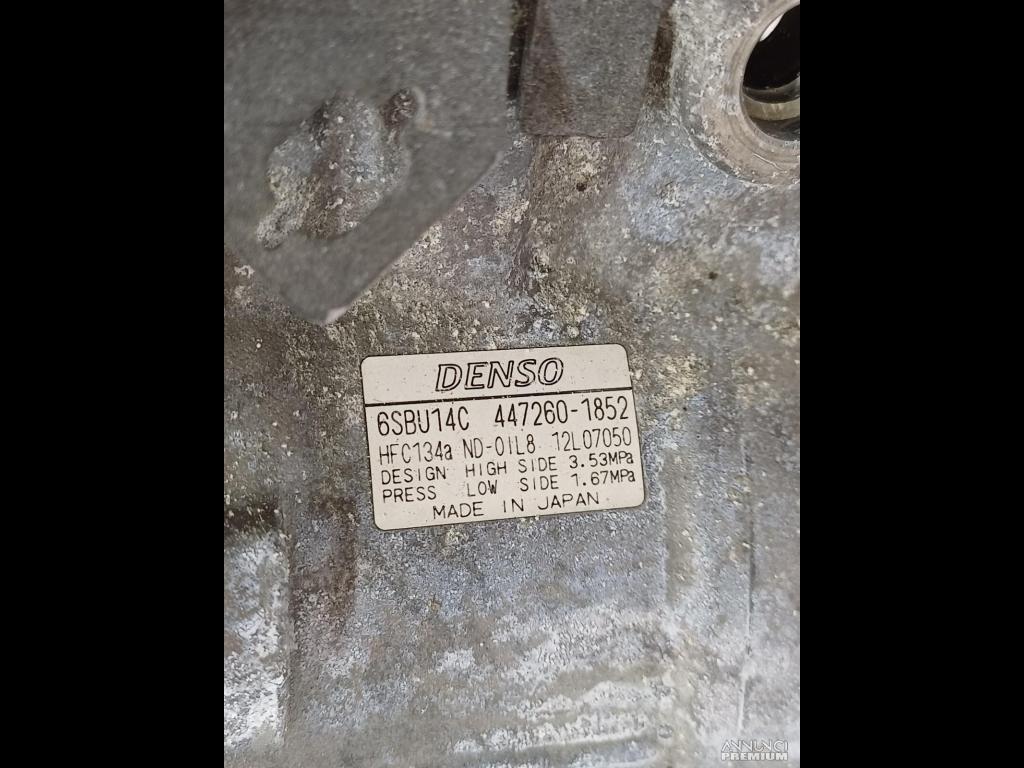 DENSO
6SBU14C 447260-1852
HFC134a ND-OIL8 12L07050
DESIGN HIGH SIDE 3.53MPa
PRESS LOW SIDE 1.67MPa
MADE IN JAPAN
ANNUNCI
PREMIUM